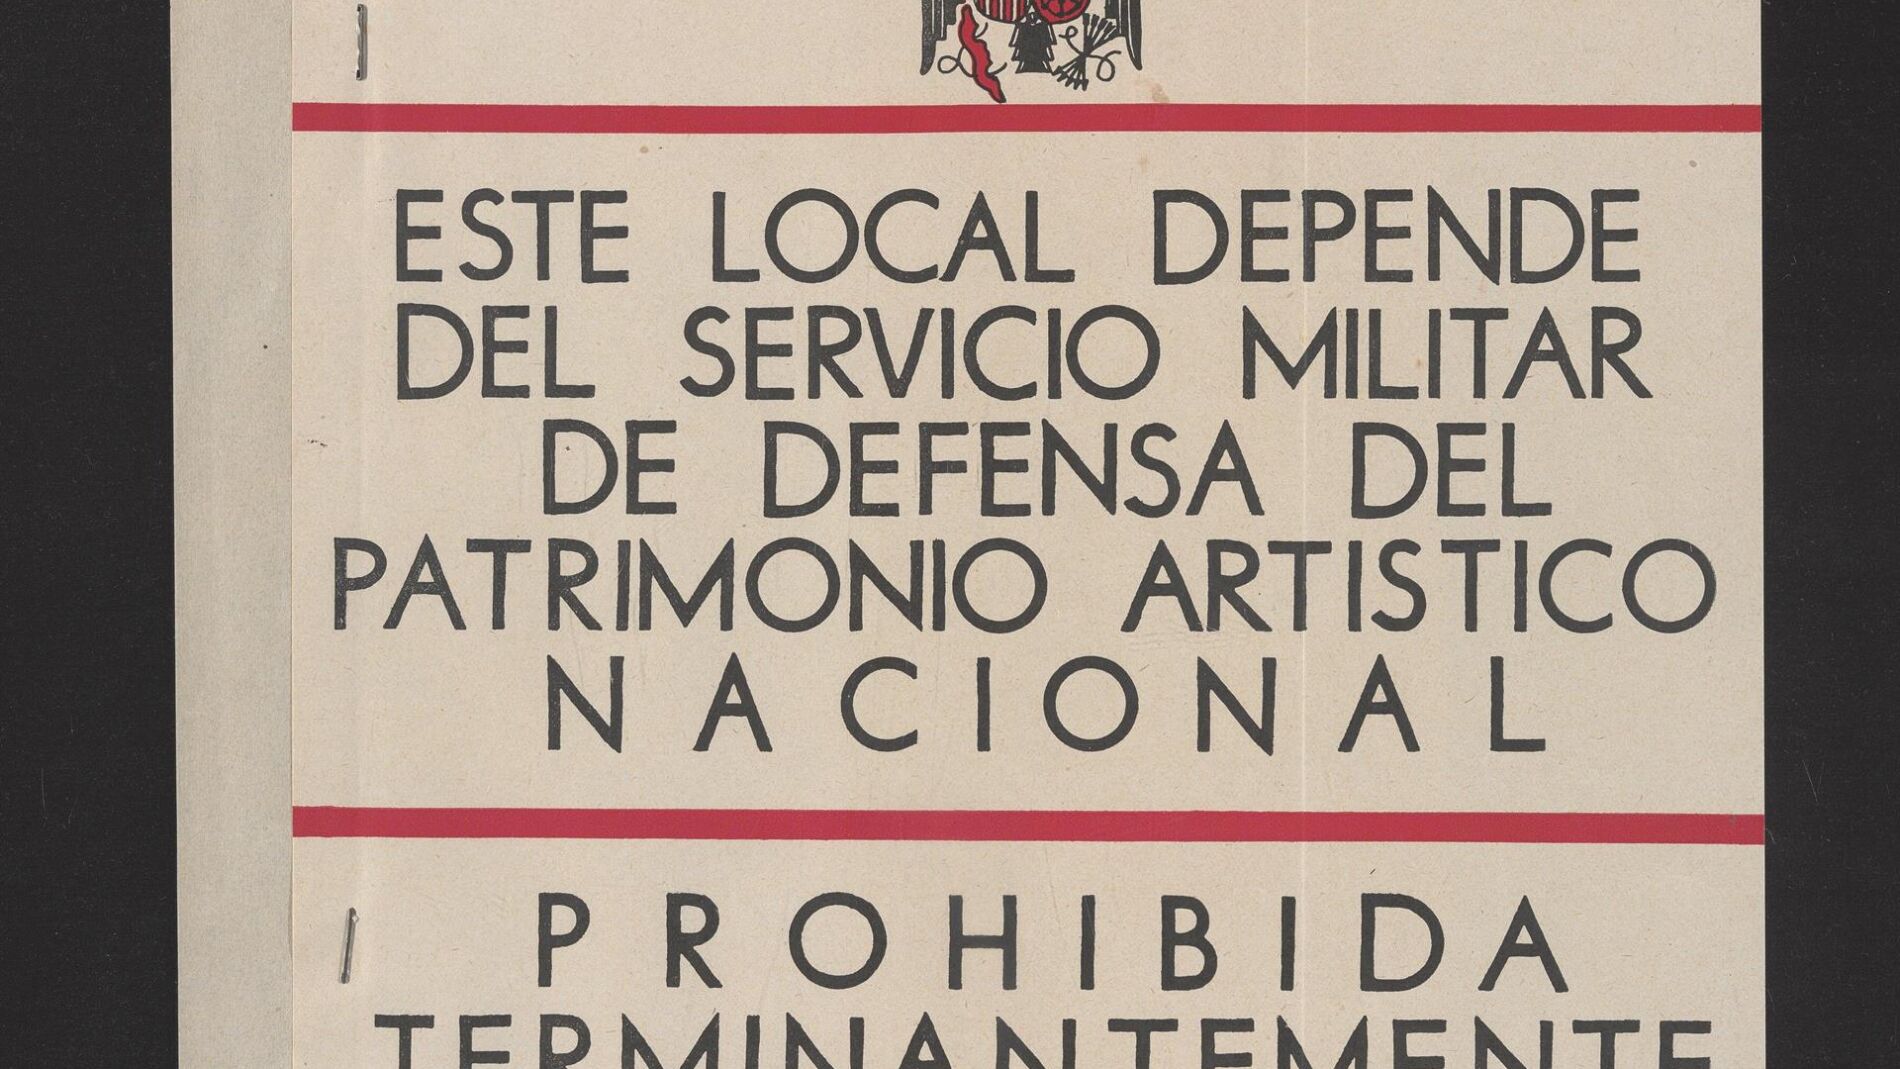 ESTE LOCAL DEPENDE
DEL SERVICIO MILITAR
DE DEFENSA DEL
PATRIMONIO ARTISTICO
NACIONAL
PROHIBIDA
TERMINANTEMENTE